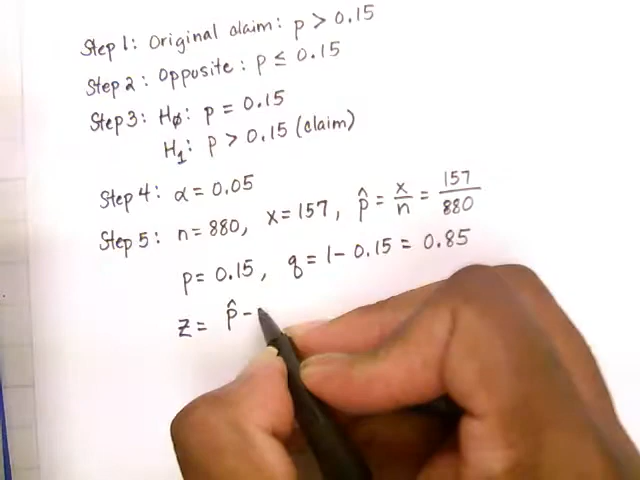 Step 1: Original claim: p > 0.15
Step 2: Opposite: p ≤ 0.15
Step 3: H∅: p = 0.15
H1: p > 0.15 (claim)
Step 4: α = 0.05
Step 5: n = 880, x = 157, p̂ = x/n = 157/880
p = 0.15, q = 1 - 0.15 = 0.85
z = p̂ -